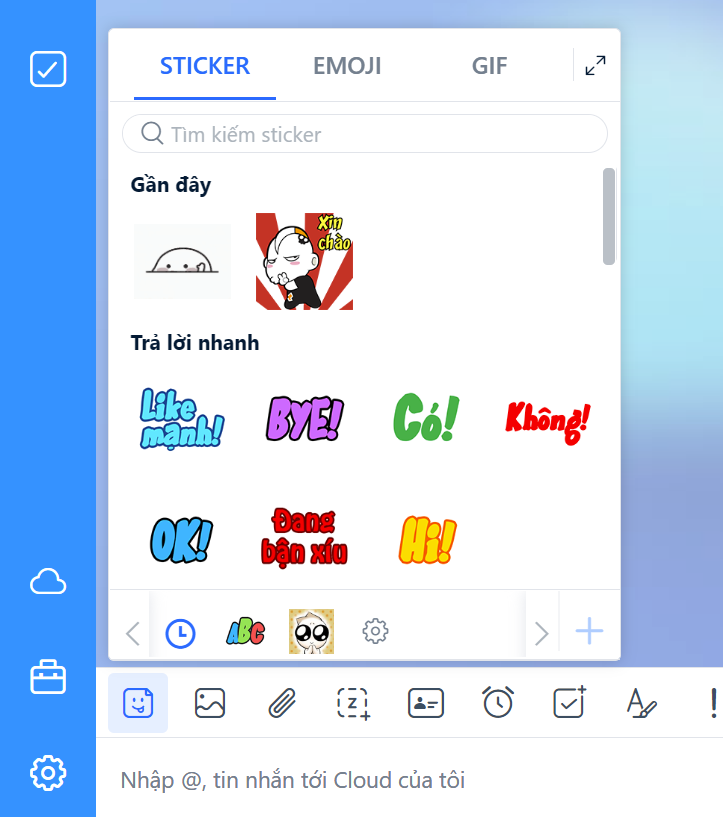 STICKER EMOJI GIF
Tìm kiếm sticker
Gần đây
Xin
chào
Trả lời nhanh
Like
mạnh!
BYE!
Có!
Không!
OK!
Đang
bận xíu
Hi!
ABC
Z
A
!
Nhập @, tin nhắn tới Cloud của tôi